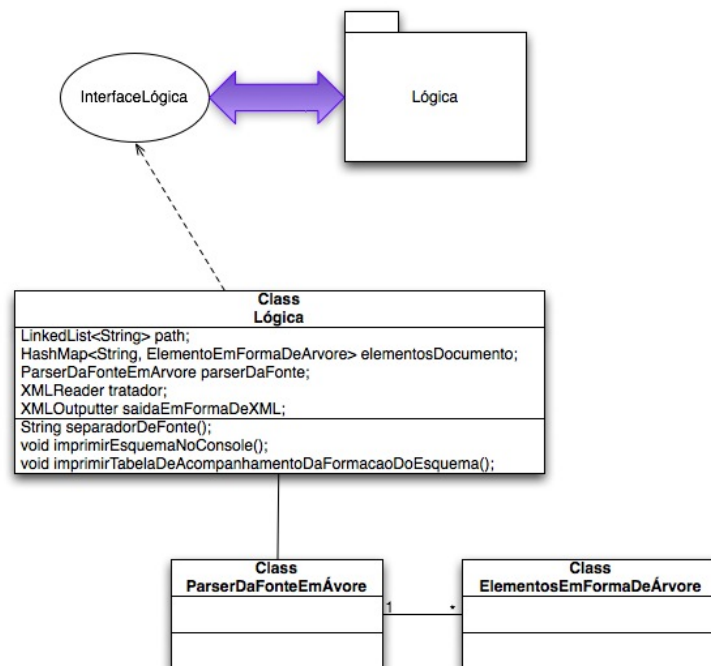 InterfaceLógica
Lógica
Class
Lógica
LinkedList<String> path;
HashMap<String, ElementoEmFormaDeArvore> elementosDocumento;
ParserDaFonteEmArvore parserDaFonte;
XMLReader tratador;
XMLOutputter saidaEmFormaDeXML;
String separadorDeFonte();
void imprimirEsquemaNoConsole();
void imprimirTabelaDeAcompanhamentoDaFormacaoDoEsquema();
Class
ParserDaFonteEmÁvore
1
*
Class
ElementosEmFormaDeÁrvore